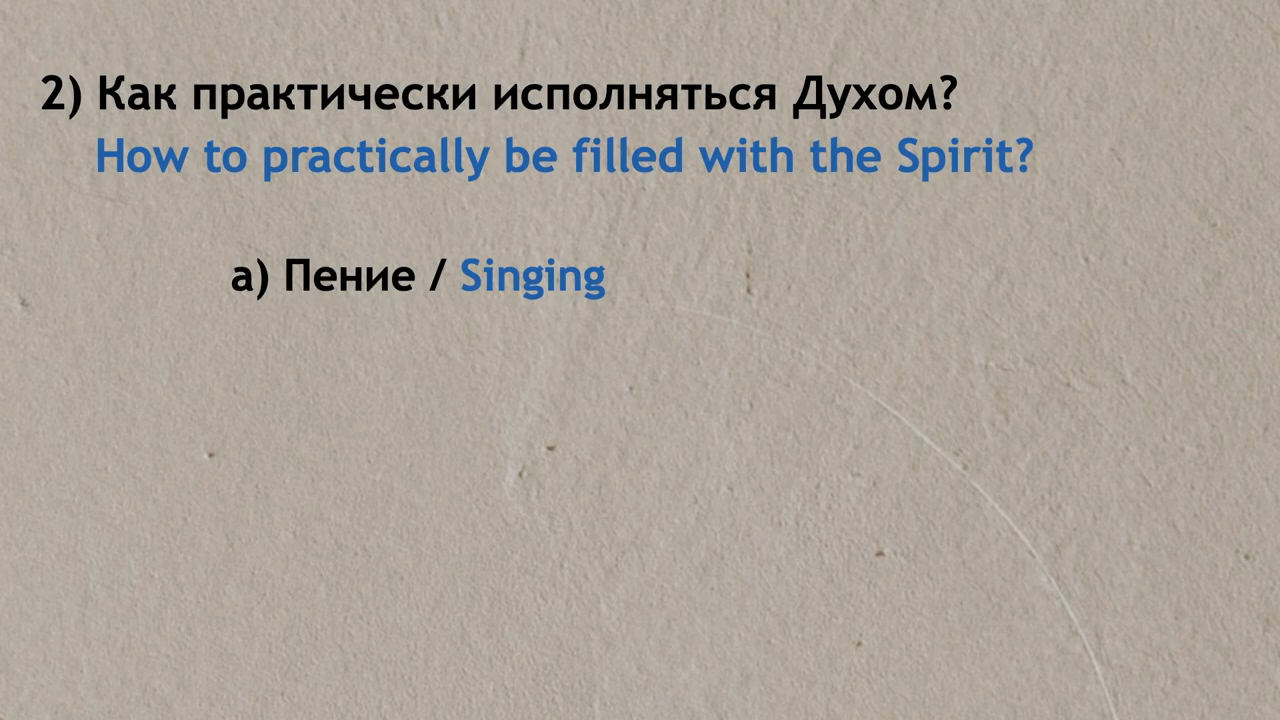 2) Как практически исполняться Духом?
How to practically be filled with the Spirit?
а) Пение / Singing